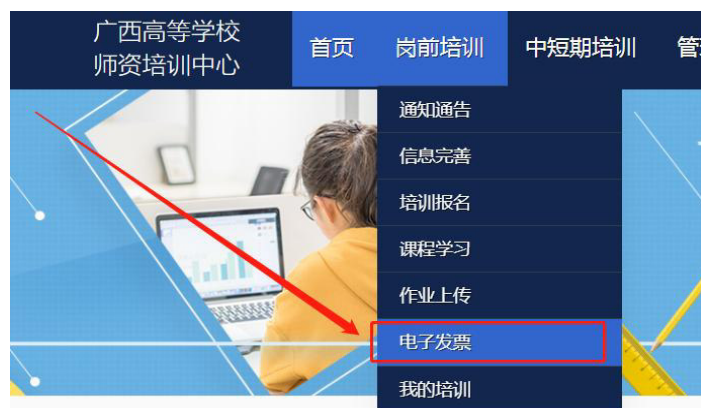 广西高等学校
师资培训中心
首页
岗前培训
中短期培训
通知通告
信息完善
培训报名
课程学习
作业上传
电子发票
我的培训